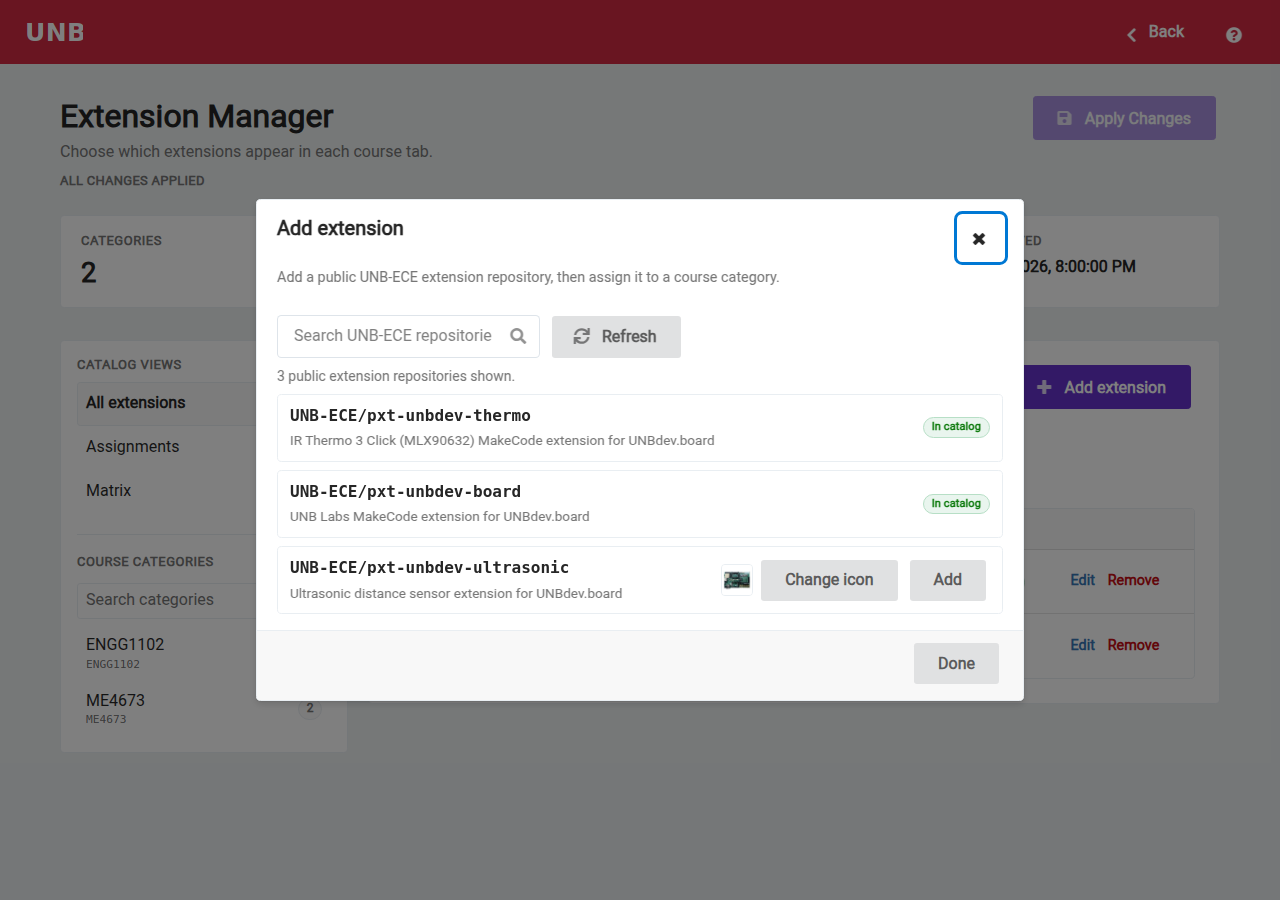 UNB
Back
Extension Manager
Apply Changes
Choose which extensions appear in each course tab.
ALL CHANGES APPLIED
CATEGORIES
2
026, 8:00:00 PM
Add extension
Add a public UNB-ECE extension repository, then assign it to a course category.
Search UNB-ECE repositorie
Refresh
3 public extension repositories shown.
UNB-ECE/pxt-unbdev-thermo
IR Thermo 3 Click (MLX90632) MakeCode extension for UNBdev.board
In catalog
UNB-ECE/pxt-unbdev-board
UNB Labs MakeCode extension for UNBdev.board
In catalog
UNB-ECE/pxt-unbdev-ultrasonic
Ultrasonic distance sensor extension for UNBdev.board
Change icon
Add
Done
CATALOG VIEWS
All extensions
Assignments
Matrix
COURSE CATEGORIES
Search categories
ENGG1102
ENGG1102
ME4673
ME4673
2
Add extension
Edit Remove
Edit Remove